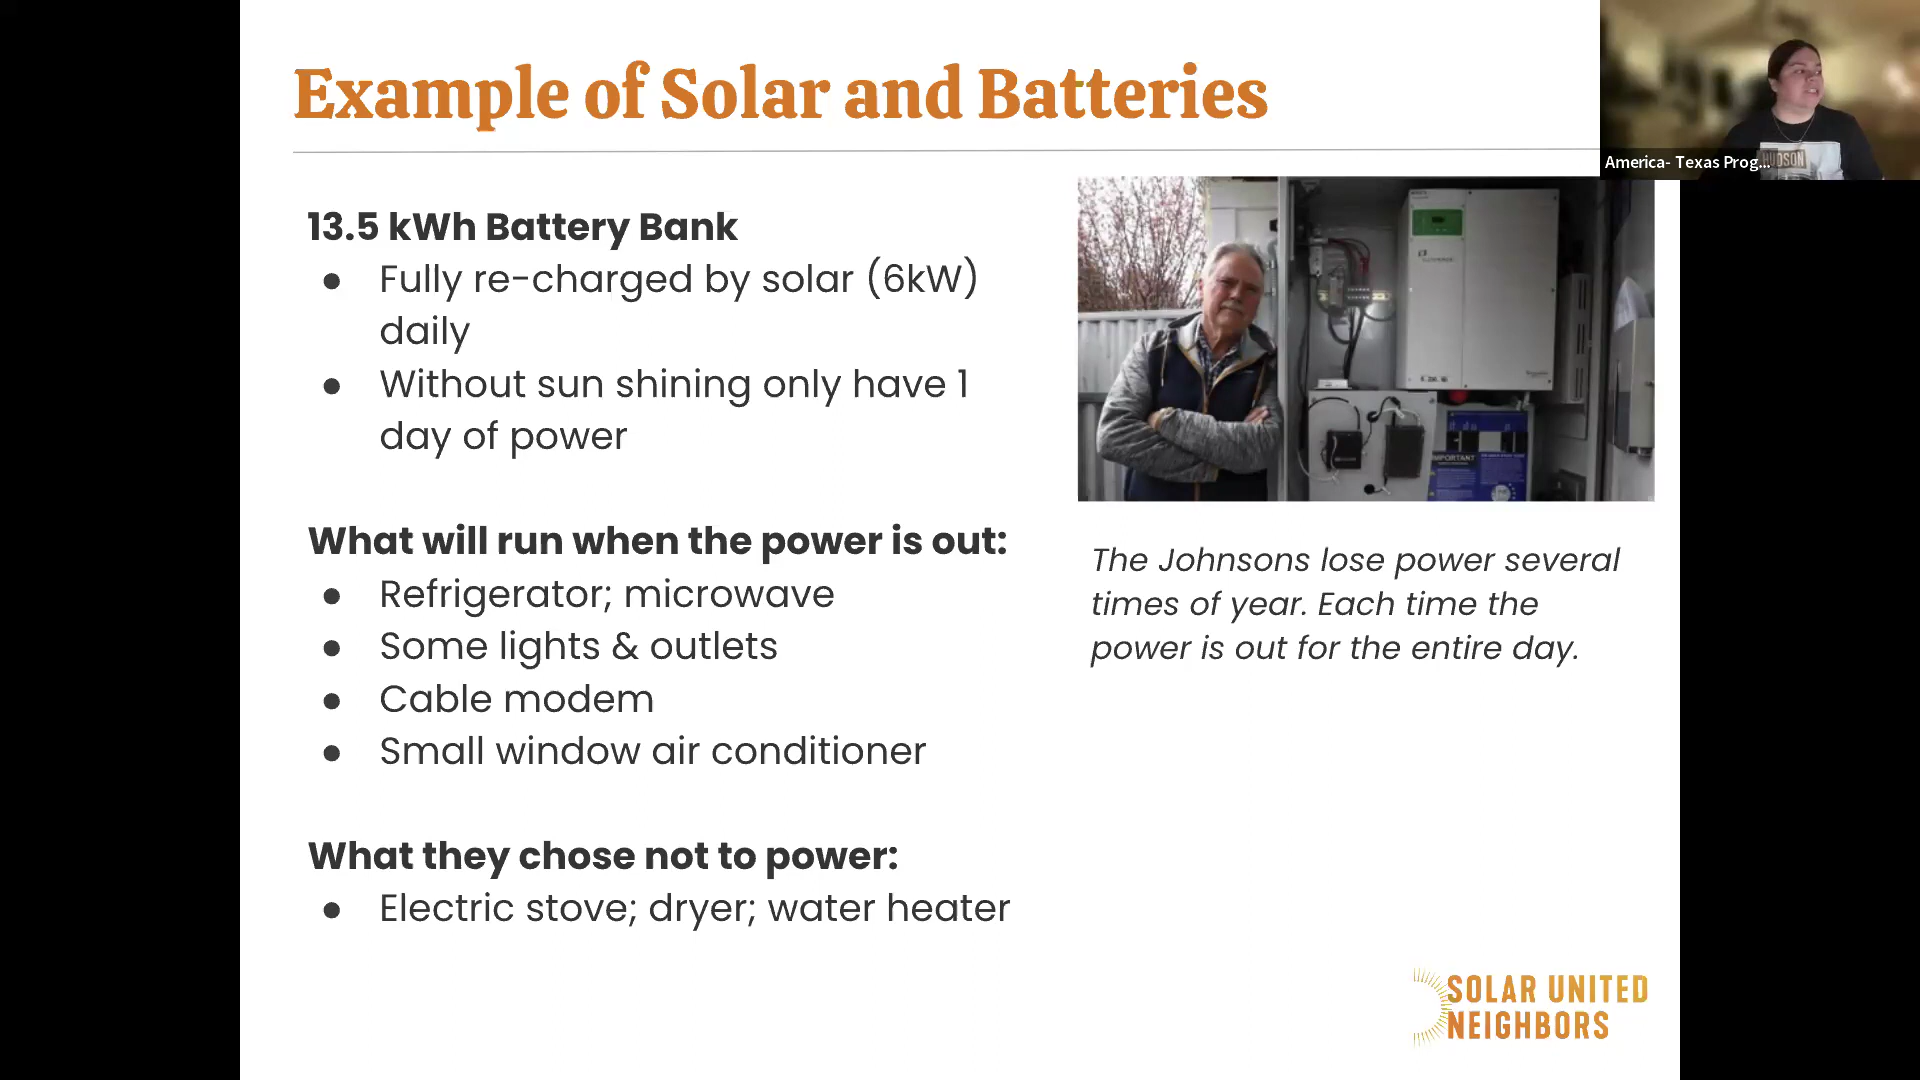 Example of Solar and Batteries
America- Texas Prog...
HUDSON
13.5 kWh Battery Bank
● Fully re-charged by solar (6kW)
daily
● Without sun shining only have 1
day of power
What will run when the power is out:
● Refrigerator; microwave
● Some lights & outlets
● Cable modem
● Small window air conditioner
What they chose not to power:
● Electric stove; dryer; water heater
IMPORTANT
The Johnsons lose power several
times of year. Each time the
power is out for the entire day.
SOLAR UNITED
NEIGHBORS